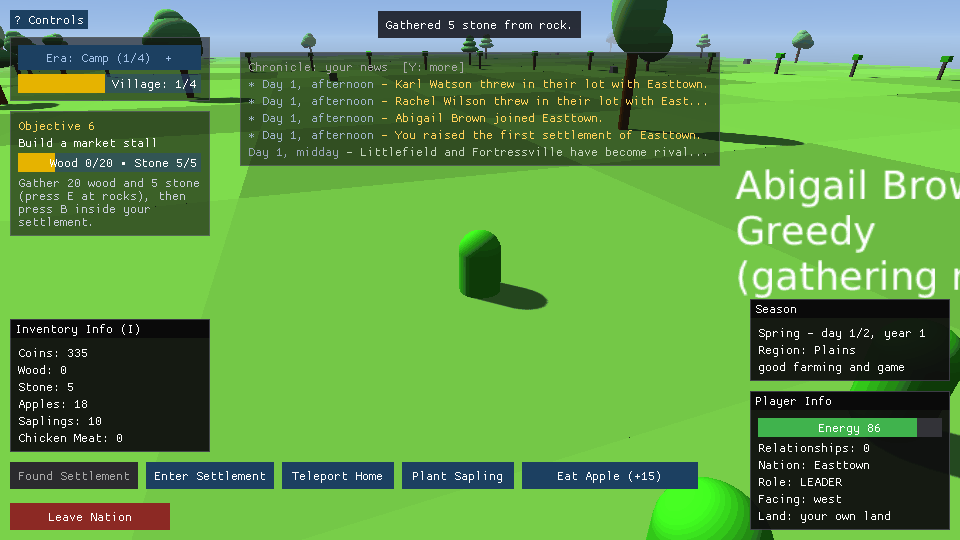 ? Controls
Gathered 5 stone from rock.
Era: Camp (1/4) +
Village: 1/4
Chronicle: your news [Y: more]
* Day 1, afternoon – Karl Watson threw in their lot with Easttown.
* Day 1, afternoon – Rachel Wilson threw in their lot with East...
* Day 1, afternoon – Abigail Brown joined Easttown.
* Day 1, afternoon – You raised the first settlement of Easttown.
Day 1, midday – Littlefield and Fortressville have become rival...
Objective 6
Build a market stall
Wood 0/20 • Stone 5/5
Gather 20 wood and 5 stone
(press E at rocks), then
press B inside your
settlement.
Abigail Brow
Greedy
(gathering
Inventory Info (I)
Coins: 335
Wood: 0
Stone: 5
Apples: 18
Saplings: 10
Chicken Meat: 0
Season
Spring – day 1/2, year 1
Region: Plains
good farming and game
Player Info
Energy 86
Relationships: 0
Nation: Easttown
Role: LEADER
Facing: west
Land: your own land
Found Settlement
Enter Settlement
Teleport Home
Plant Sapling
Eat Apple (+15)
Leave Nation